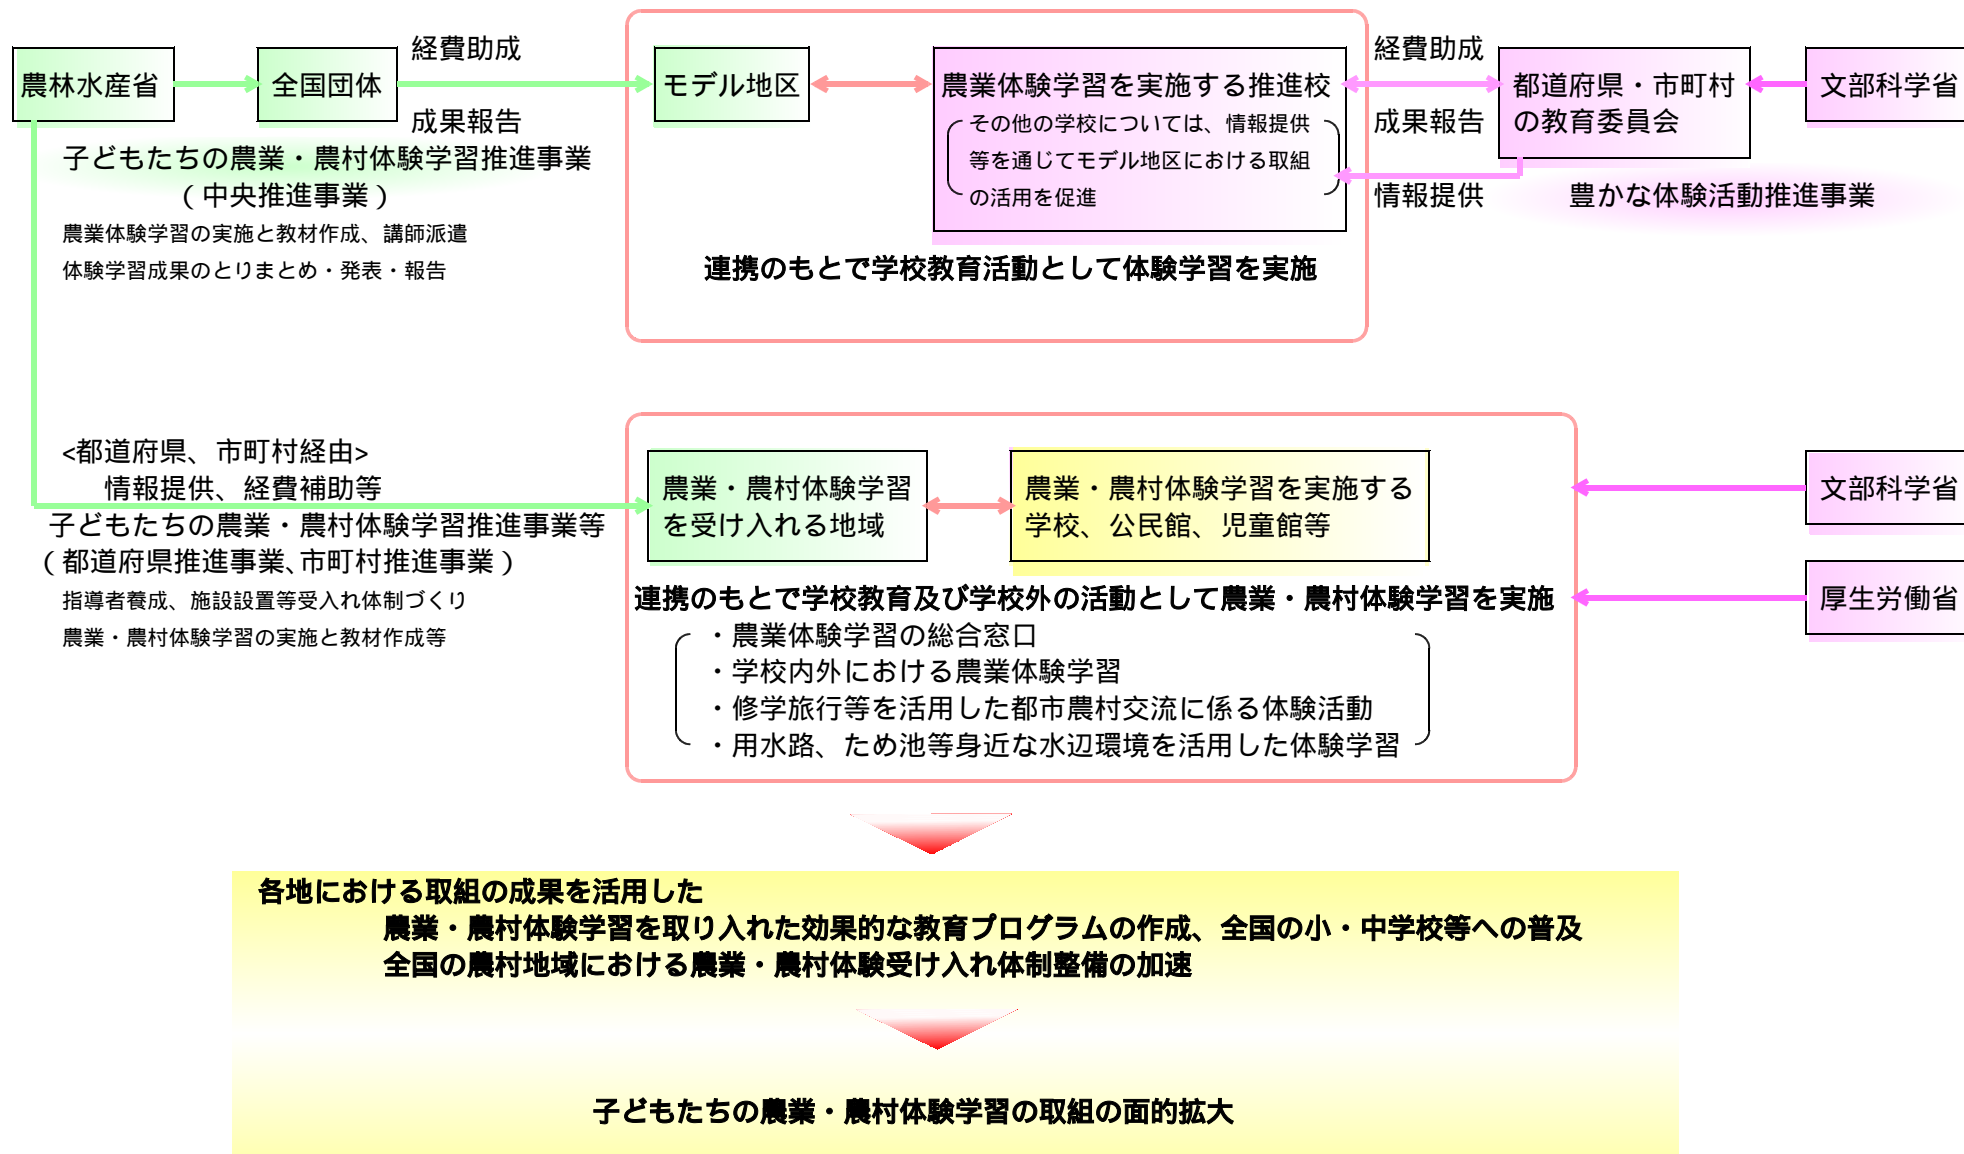 農林水産省
全国団体
経費助成
成果報告
モデル地区
農業体験学習を実施する推進校
その他の学校については、情報提供
等を通じてモデル地区における取組
の活用を促進
経費助成
成果報告
情報提供
都道府県・市町村
の教育委員会
文部科学省
子どもたちの農業・農村体験学習推進事業
（中央推進事業）
農業体験学習の実施と教材作成、講師派遣
体験学習成果のとりまとめ・発表・報告
豊かな体験活動推進事業
連携のもとで学校教育活動として体験学習を実施
<都道府県、市町村経由>
情報提供、経費補助等
子どもたちの農業・農村体験学習推進事業等
（都道府県推進事業、市町村推進事業）
指導者養成、施設設置等受入れ体制づくり
農業・農村体験学習の実施と教材作成等
農業・農村体験学習
を受け入れる地域
農業・農村体験学習を実施する
学校、公民館、児童館等
文部科学省
厚生労働省
連携のもとで学校教育及び学校外の活動として農業・農村体験学習を実施
・農業体験学習の総合窓口
・学校内外における農業体験学習
・修学旅行等を活用した都市農村交流に係る体験活動
・用水路、ため池等身近な水辺環境を活用した体験学習
各地における取組の成果を活用した
農業・農村体験学習を取り入れた効果的な教育プログラムの作成、全国の小・中学校等への普及
全国の農村地域における農業・農村体験受け入れ体制整備の加速
子どもたちの農業・農村体験学習の取組の面的拡大